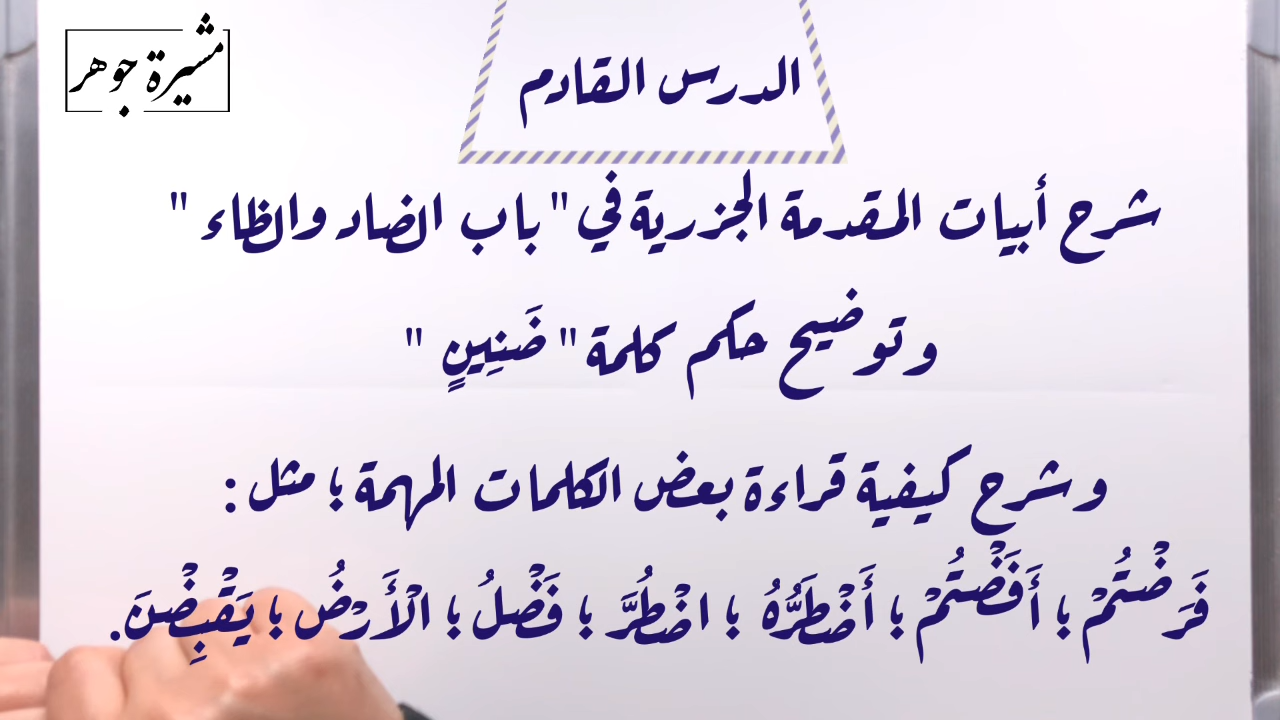 مشيرة جوهر
الدرس القادم
شرح أبيات المقدمة الجزرية في " باب الضاد والظاء "
وتوضيح حكم كلمة " ضَنِينٍ "
وشرح كيفية قراءة بعض الكلمات المهمة ؛ مثل :
فَرَضْتُمْ ؛ أَفَضْتُمْ ؛ أَضْطَرُّهُ ؛ اضْطُرَّ ؛ فَضْلُ ؛ الْأَرْضُ ؛ يَقْبِضْنَ.